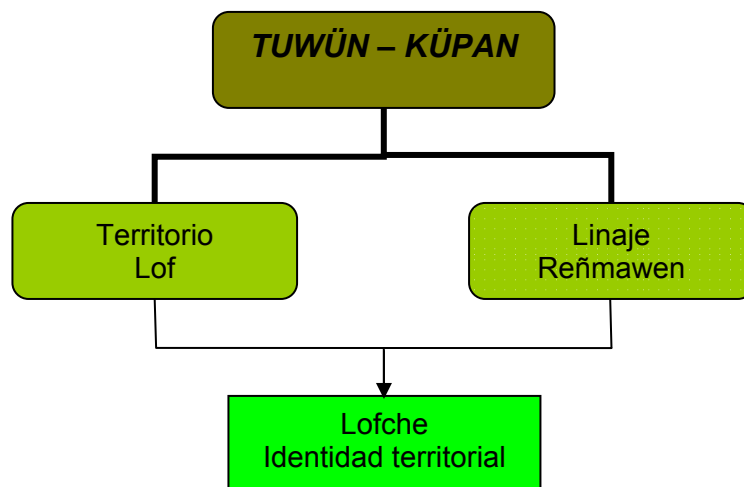 TUWÜN – KÜPAN
Territorio
Lof
Linaje
Reñmawen
Lofche
Identidad territorial